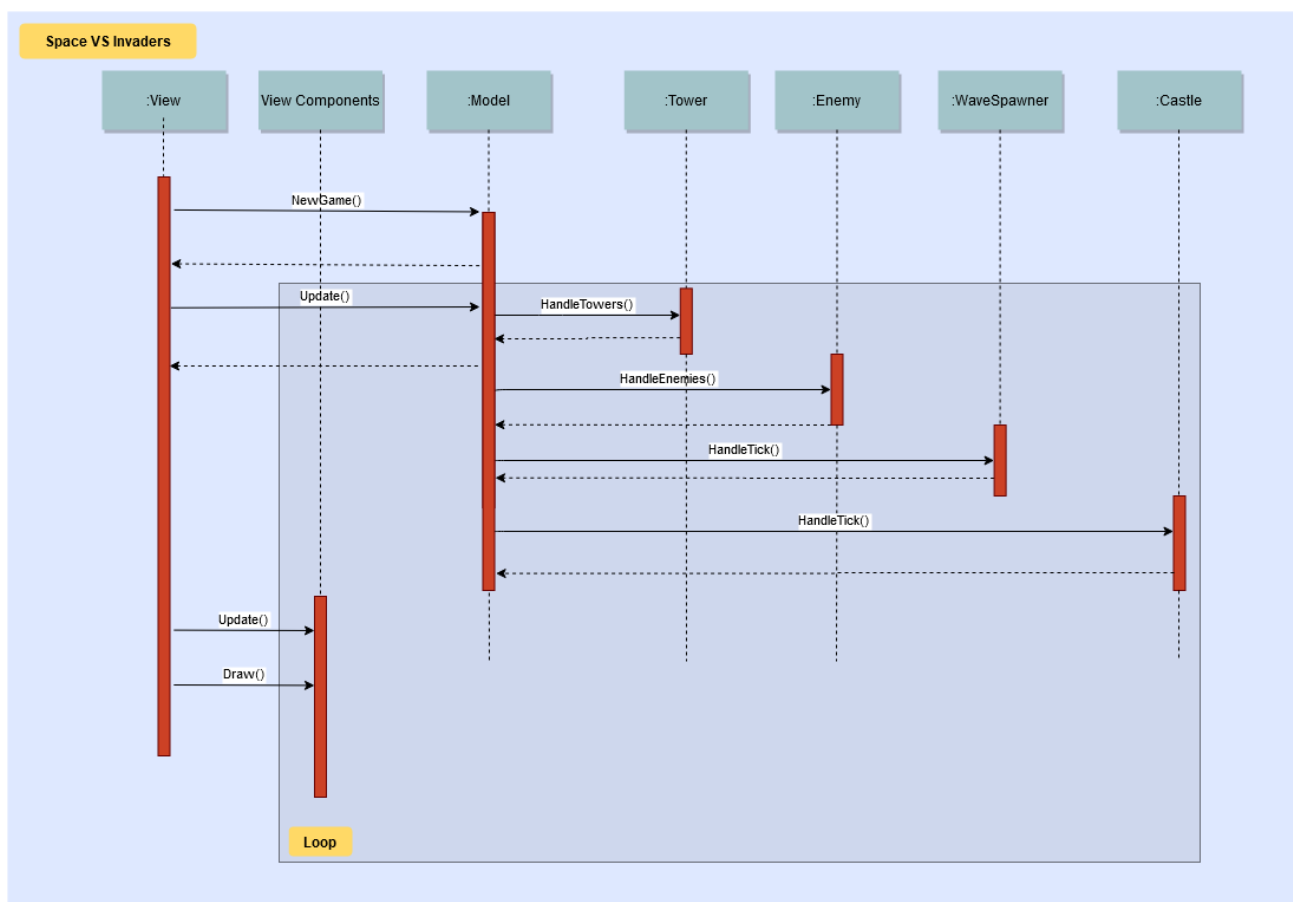 Space VS Invaders
:View
View Components
:Model
:Tower
:Enemy
:WaveSpawner
:Castle
NewGame()
Update()
HandleTowers()
HandleEnemies()
HandleTick()
HandleTick()
Update()
Draw()
Loop